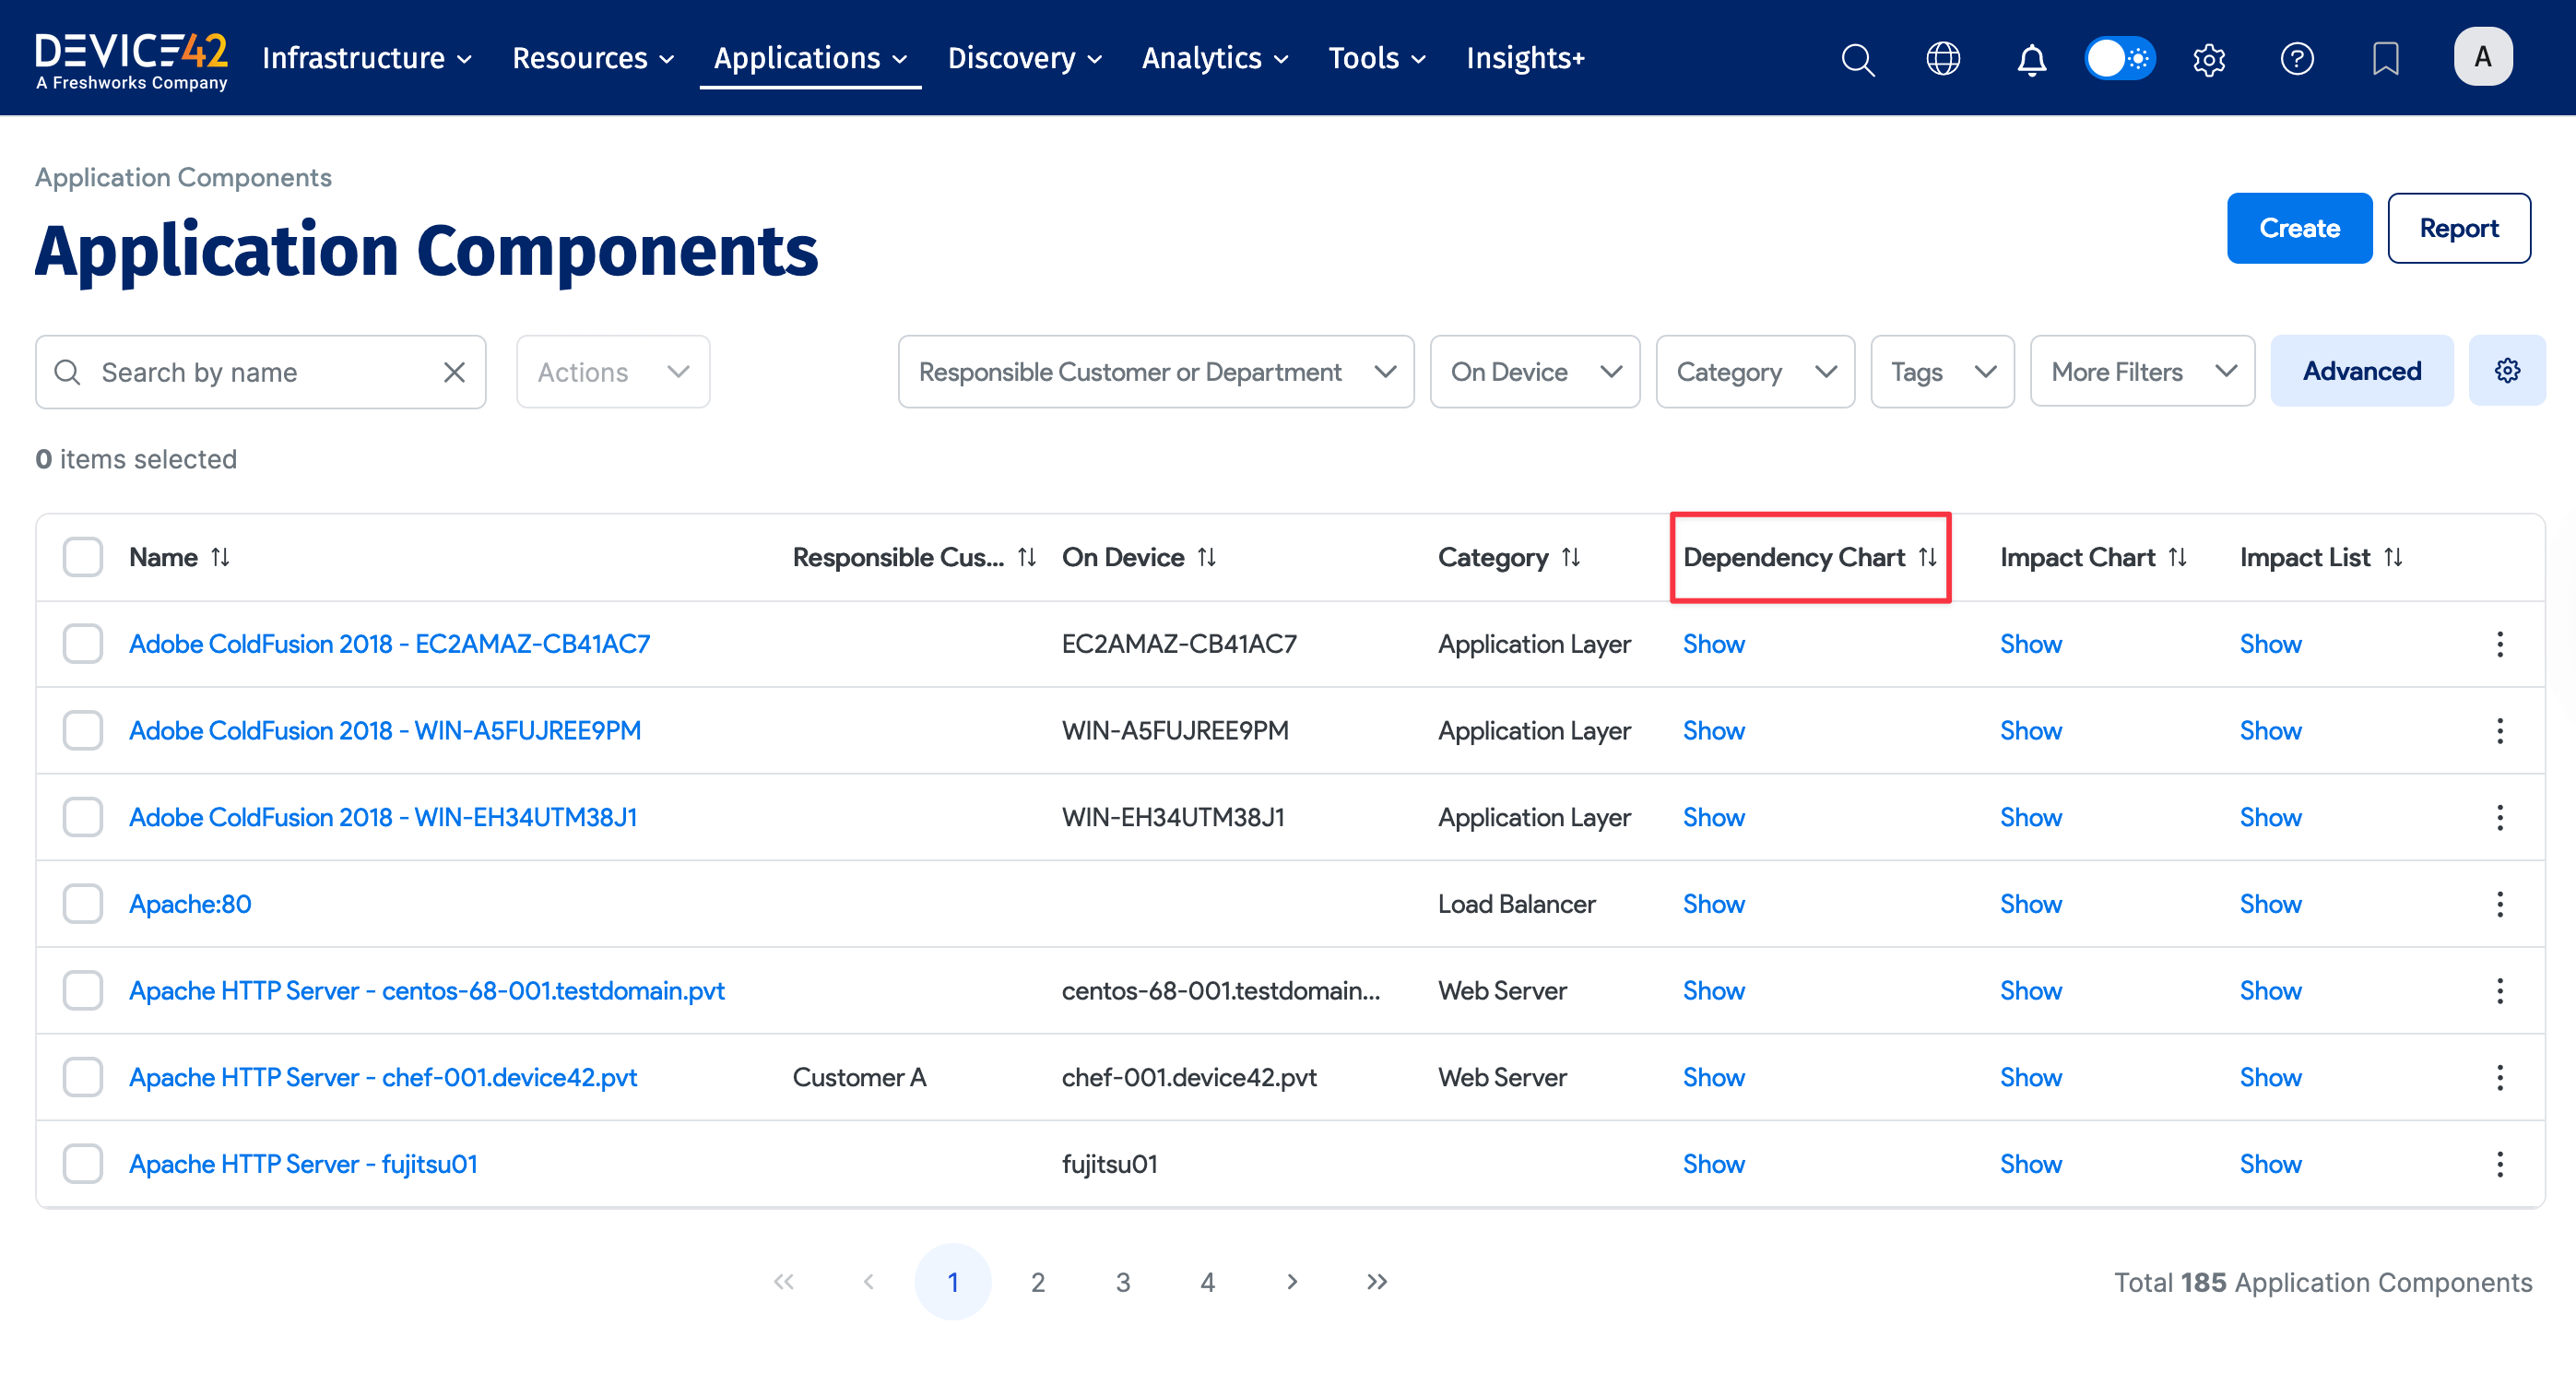 DEVICE42
A Freshworks Company
Infrastructure Resources Applications Discovery Analytics Tools Insights+
A
Application Components
Application Components
Create Report
Search by name Actions Responsible Customer or Department On Device Category Tags More Filters Advanced
0 items selected
Name Responsible Cus... On Device Category Dependency Chart Impact Chart Impact List
Adobe ColdFusion 2018 - EC2AMAZ-CB41AC7 EC2AMAZ-CB41AC7 Application Layer Show Show Show
Adobe ColdFusion 2018 - WIN-A5FUJREE9PM WIN-A5FUJREE9PM Application Layer Show Show Show
Adobe ColdFusion 2018 - WIN-EH34UTM38J1 WIN-EH34UTM38J1 Application Layer Show Show Show
Apache:80 Load Balancer Show Show Show
Apache HTTP Server - centos-68-001.testdomain.pvt centos-68-001.testdomain... Web Server Show Show Show
Apache HTTP Server - chef-001.device42.pvt Customer A chef-001.device42.pvt Web Server Show Show Show
Apache HTTP Server - fujitsu01 fujitsu01 Show Show Show
1 2 3 4 Total 185 Application Components